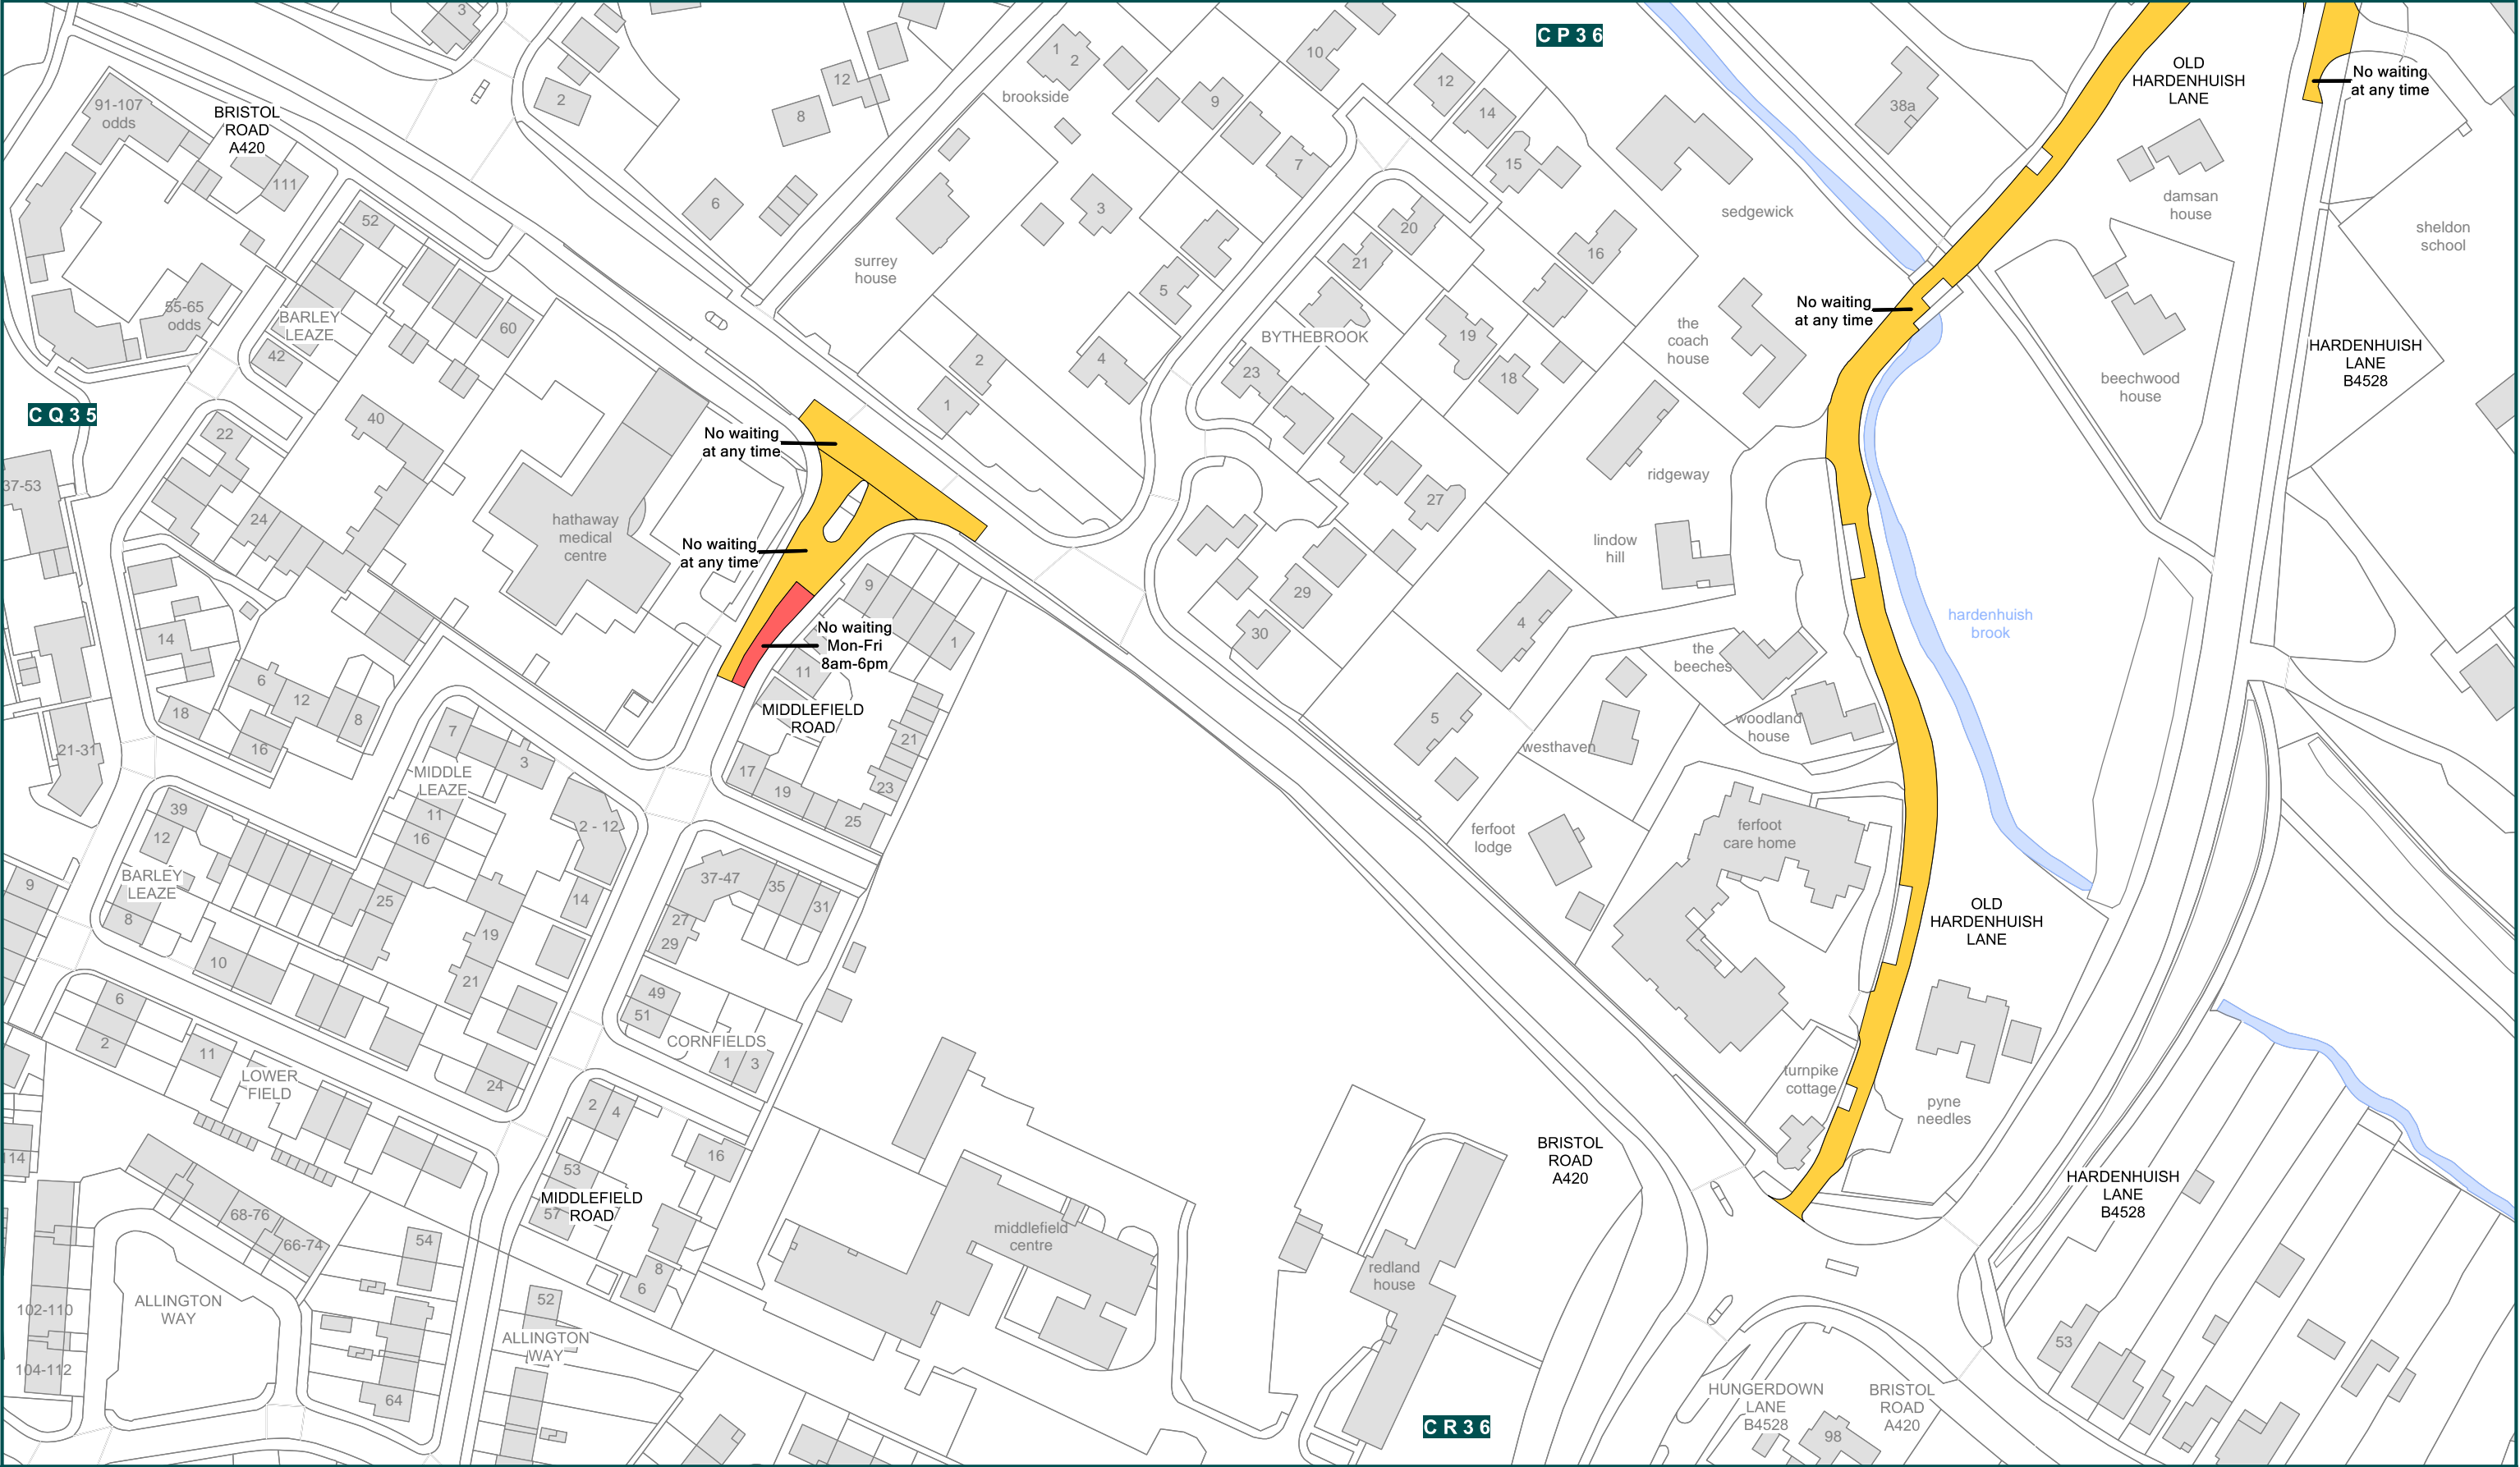 3
C P 3 6
1
2
10
12
14
OLD
HARDENHUISH
LANE
No waiting
at any time
91-107
odds
BRISTOL
ROAD
A420
2
12
8
brookside
9
7
15
38a
111
6
3
sedgewick
damsan
house
52
20
16
sheldon
school
55-65
odds
BARLEY
LEAZE
60
42
surrey
house
5
21
BYTHEBROOK
19
the
coach
house
No waiting
at any time
HARDENHUISH
LANE
B4528
2
4
23
18
beechwood
house
C Q 3 5
1
22
40
No waiting
at any time
27
ridgeway
37-53
24
hathaway
medical
centre
No waiting
at any time
lindow
hill
9
29
14
No waiting
Mon-Fri
8am-6pm
1
30
4
hardenhuish
brook
11
the
beeches
6
12
8
18
16
21-31
MIDDLEFIELD
ROAD
21
5
westhaven
woodland
house
7
3
MIDDLE
LEAZE
17
19
23
25
39
12
11
16
2 - 12
ferfoot
lodge
ferfoot
care home
BARLEY
LEAZE
9
8
25
14
37-47
35
31
27
29
19
10
21
OLD
HARDENHUISH
LANE
6
2
49
51
11
CORNFIELDS
1
3
LOWER
FIELD
24
turnpike
cottage
pyne
needles
2
4
114
53
16
BRISTOL
ROAD
A420
MIDDLEFIELD
ROAD
57
HARDENHUISH
LANE
B4528
68-76
66-74
54
middlefield
centre
redland
house
8
6
102-110
ALLINGTON
WAY
52
ALLINGTON
WAY
104-112
64
53
C R 3 6
HUNGERDOWN
LANE
B4528
BRISTOL
ROAD
A420
98